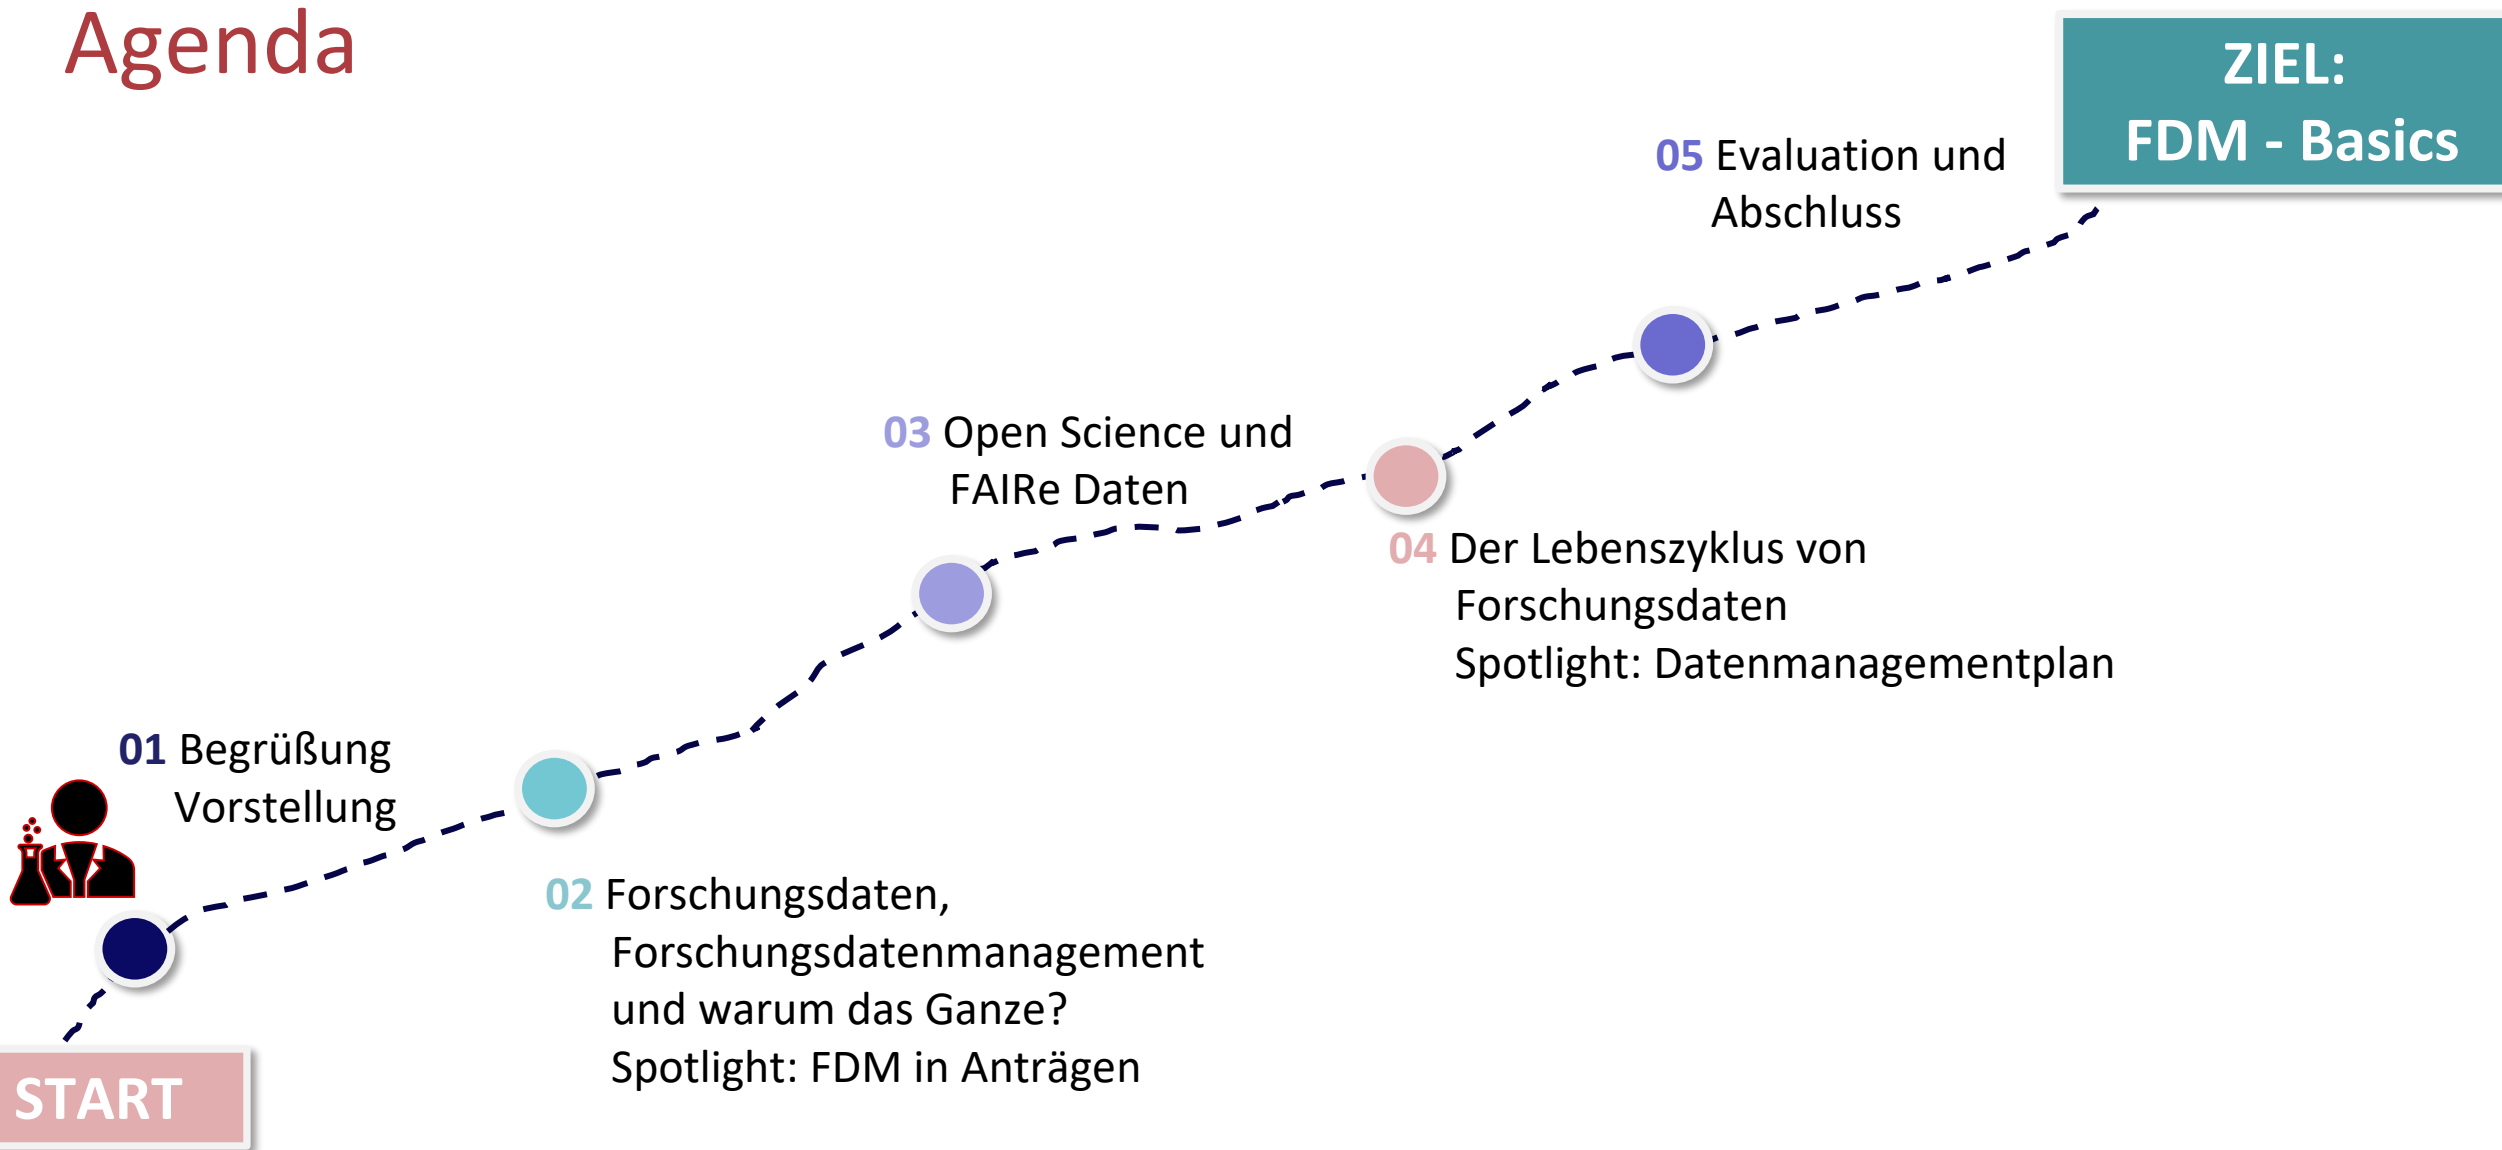 Agenda
ZIEL:
FDM - Basics
05 Evaluation und
Abschluss
03 Open Science und
FAIRe Daten
04 Der Lebenszyklus von
Forschungsdaten
Spotlight: Datenmanagementplan
01 Begrüßung
Vorstellung
02 Forschungsdaten,
Forschungsdatenmanagement
und warum das Ganze?
Spotlight: FDM in Anträgen
START